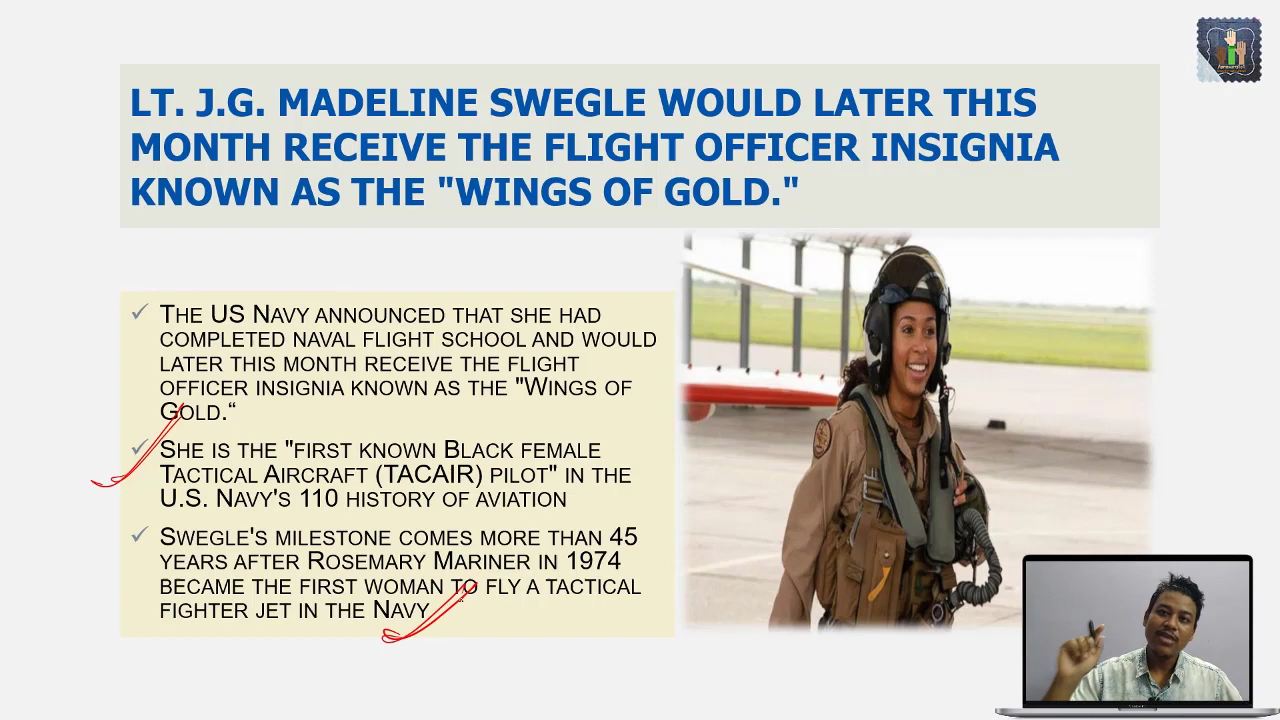 LT. J.G. MADELINE SWEGLE WOULD LATER THIS
MONTH RECEIVE THE FLIGHT OFFICER INSIGNIA
KNOWN AS THE "WINGS OF GOLD."
THE US NAVY ANNOUNCED THAT SHE HAD
COMPLETED NAVAL FLIGHT SCHOOL AND WOULD
LATER THIS MONTH RECEIVE THE FLIGHT
OFFICER INSIGNIA KNOWN AS THE "WINGS OF
GOLD.“
SHE IS THE "FIRST KNOWN BLACK FEMALE
TACTICAL AIRCRAFT (TACAIR) PILOT" IN THE
U.S. NAVY'S 110 HISTORY OF AVIATION
SWEGLE'S MILESTONE COMES MORE THAN 45
YEARS AFTER ROSEMARY MARINER IN 1974
BECAME THE FIRST WOMAN TO FLY A TACTICAL
FIGHTER JET IN THE NAVY